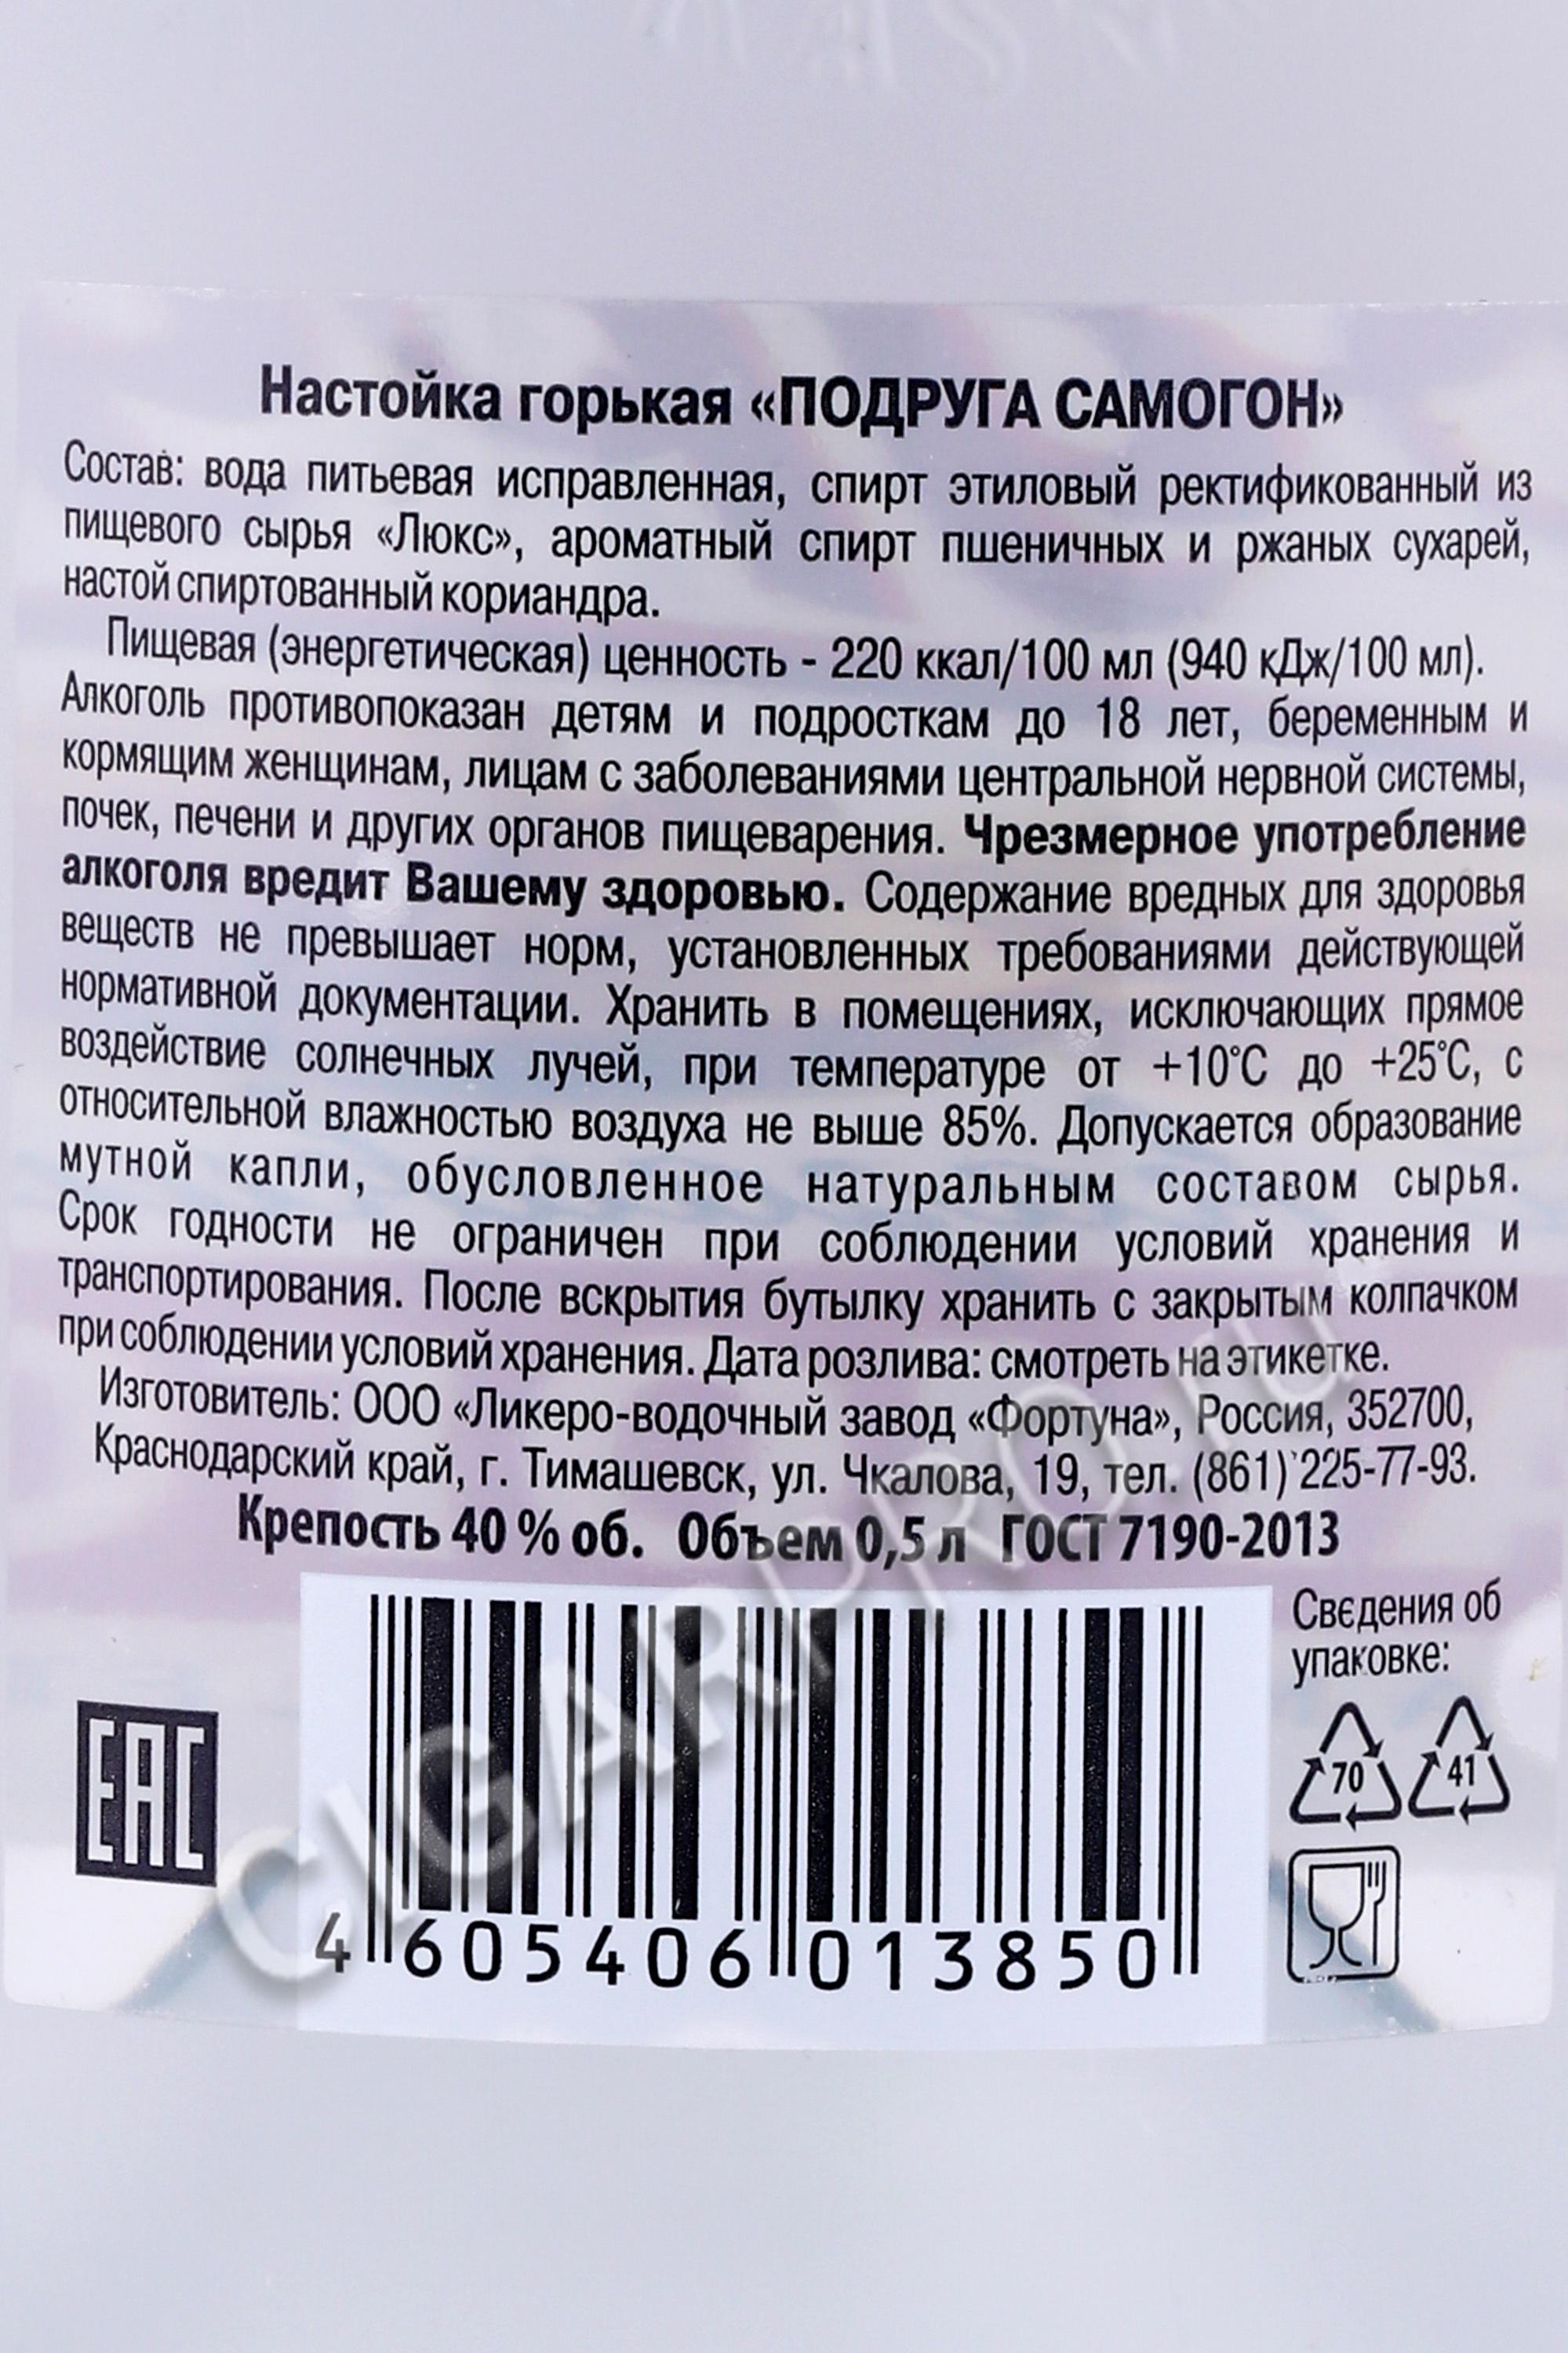 Настойка горькая «ПОДРУГА САМОГОН»
Состав: вода питьевая исправленная, спирт этиловый ректификованный из
пищевого сырья «Люкс», ароматный спирт пшеничных и ржаных сухарей,
настой спиртованный кориандра.
Пищевая (энергетическая) ценность - 220 ккал/100 мл (940 кДж/100 мл).
Алкоголь противопоказан детям и подросткам до 18 лет, беременным и
кормящим женщинам, лицам с заболеваниями центральной нервной системы,
почек, печени и других органов пищеварения. Чрезмерное употребление
алкоголя вредит Вашему здоровью. Содержание вредных для здоровья
веществ не превышает норм, установленных требованиями действующей
нормативной документации. Хранить в помещениях, исключающих прямое
воздействие солнечных лучей, при температуре от +10°С до +25°С, с
относительной влажностью воздуха не выше 85%. Допускается образование
мутной капли, обусловленное натуральным составом сырья.
Срок годности не ограничен при соблюдении условий хранения и
транспортирования. После вскрытия бутылку хранить с закрытым колпачком
при соблюдении условий хранения. Дата розлива: смотреть на этикетке.
Изготовитель: ООО «Ликеро-водочный завод «Фортуна», Россия, 352700,
Краснодарский край, г. Тимашевск, ул. Чкалова, 19, тел. (861) 225-77-93.
Крепость 40 % об. Объем 0,5 л ГОСТ 7190-2013
Сведения об
упаковке:
70 41
EAC
4 605406 013850
CIGARPRO.ru